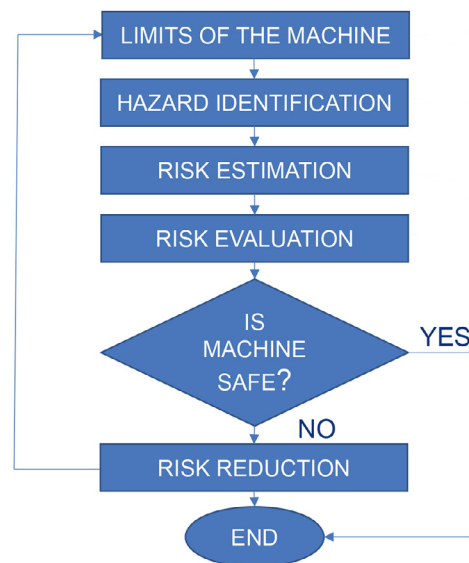 LIMITS OF THE MACHINE
HAZARD IDENTIFICATION
RISK ESTIMATION
RISK EVALUATION
IS
MACHINE
SAFE?
YES
NO
RISK REDUCTION
END